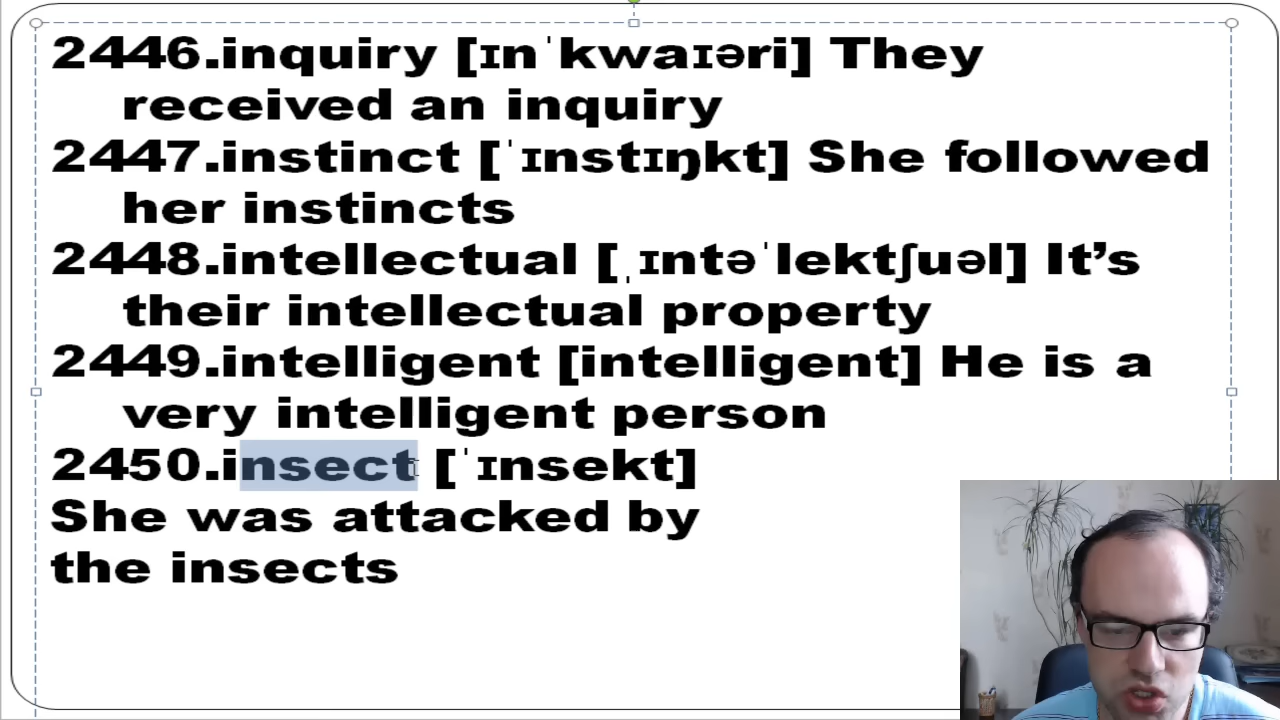 2446.inquiry [ɪnˈkwaɪəri] They
received an inquiry
2447.instinct [ˈɪnstɪŋkt] She followed
her instincts
2448.intellectual [ˌɪntəˈlektʃuəl] It’s
their intellectual property
2449.intelligent [intelligent] He is a
very intelligent person
2450.insect [ˈɪnsekt]
She was attacked by
the insects